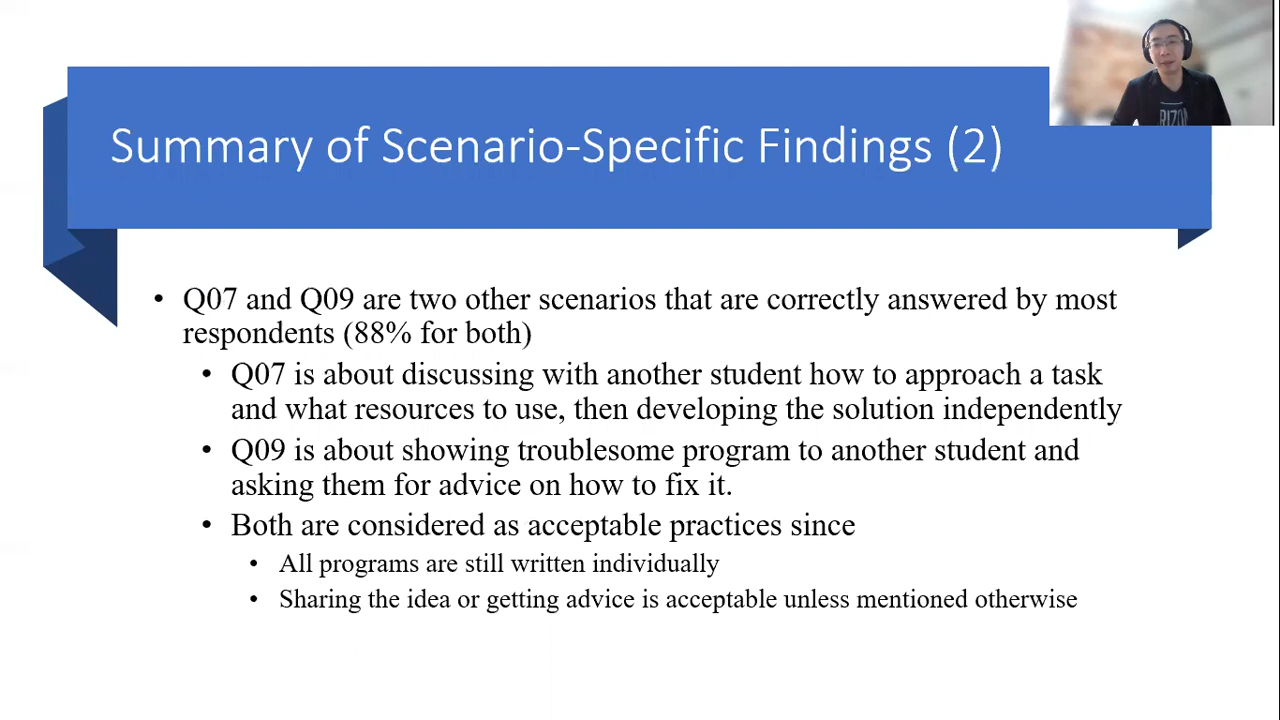 Summary of Scenario-Specific Findings (2)
• Q07 and Q09 are two other scenarios that are correctly answered by most
respondents (88% for both)
• Q07 is about discussing with another student how to approach a task
and what resources to use, then developing the solution independently
• Q09 is about showing troublesome program to another student and
asking them for advice on how to fix it.
• Both are considered as acceptable practices since
• All programs are still written individually
• Sharing the idea or getting advice is acceptable unless mentioned otherwise